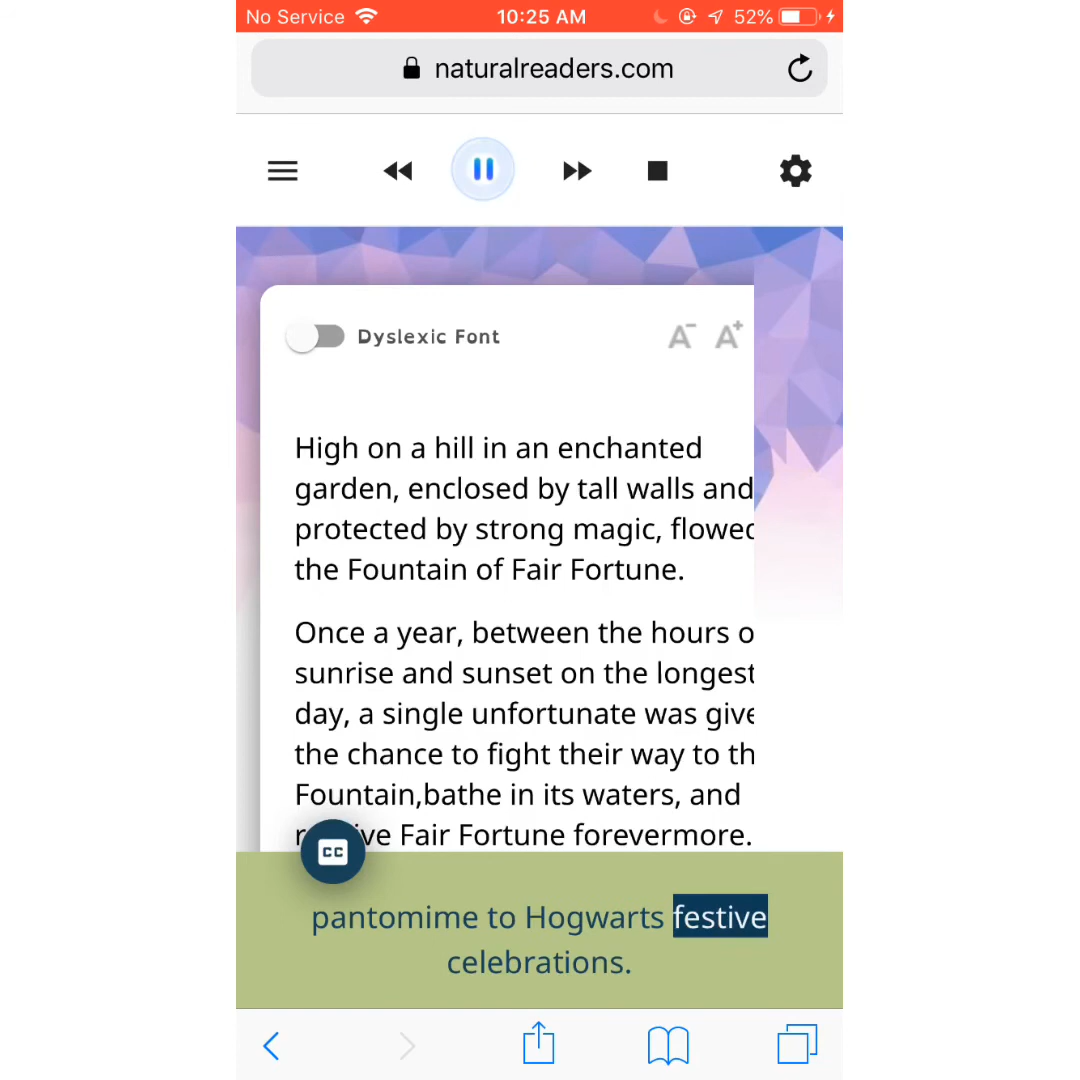 No Service 10:25 AM 52%
naturalreaders.com
Dyslexic Font A- A+
High on a hill in an enchanted
garden, enclosed by tall walls and
protected by strong magic, flowed
the Fountain of Fair Fortune.
Once a year, between the hours o
sunrise and sunset on the longest
day, a single unfortunate was give
the chance to fight their way to th
Fountain,bathe in its waters, and
Fair Fortune forevermore.
CC
pantomime to Hogwarts festive
celebrations.